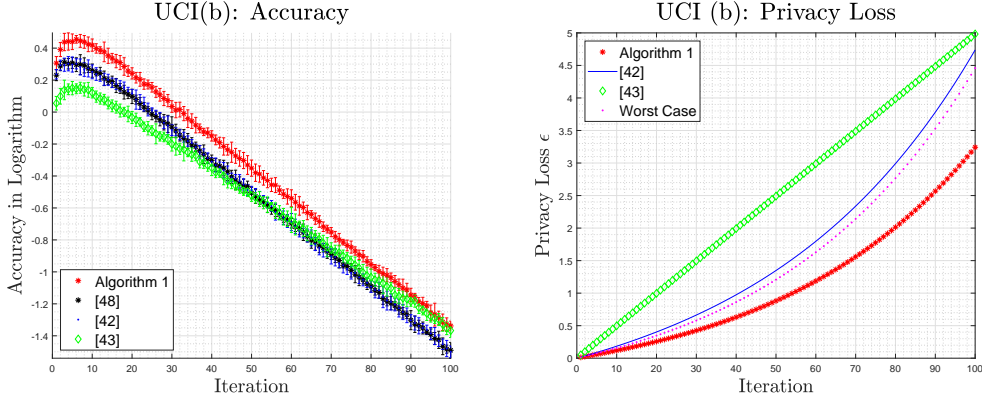 UCI(b): Accuracy
Accuracy in Logarithm
0.4
0.2
0
-0.2
-0.4
-0.6
-0.8
-1
-1.2
-1.4
Algorithm 1
[48]
[42]
[43]
0 10 20 30 40 50 60 70 80 90 100
Iteration
UCI (b): Privacy Loss
Privacy Loss ϵ
5
4.5
4
3.5
3
2.5
2
1.5
1
0.5
0
Algorithm 1
[42]
[43]
Worst Case
0 10 20 30 40 50 60 70 80 90 100
Iteration